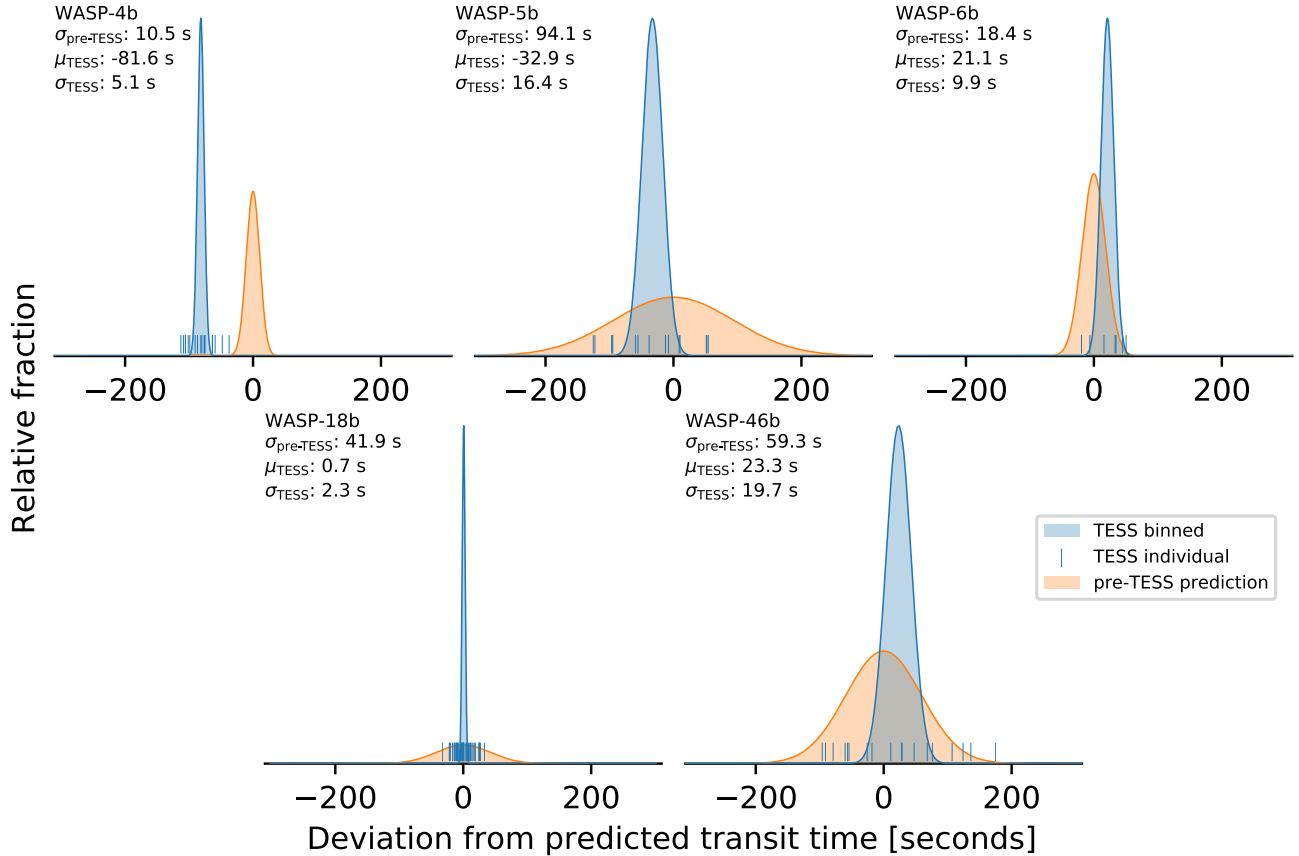 WASP-4b
σpre-TESS: 10.5 s
μTESS: -81.6 s
σTESS: 5.1 s
−200 0 200
WASP-5b
σpre-TESS: 94.1 s
μTESS: -32.9 s
σTESS: 16.4 s
−200 0 200
WASP-6b
σpre-TESS: 18.4 s
μTESS: 21.1 s
σTESS: 9.9 s
−200 0 200
Relative fraction
WASP-18b
σpre-TESS: 41.9 s
μTESS: 0.7 s
σTESS: 2.3 s
−200 0 200
WASP-46b
σpre-TESS: 59.3 s
μTESS: 23.3 s
σTESS: 19.7 s
−200 0 200
TESS binned
TESS individual
pre-TESS prediction
Deviation from predicted transit time [seconds]